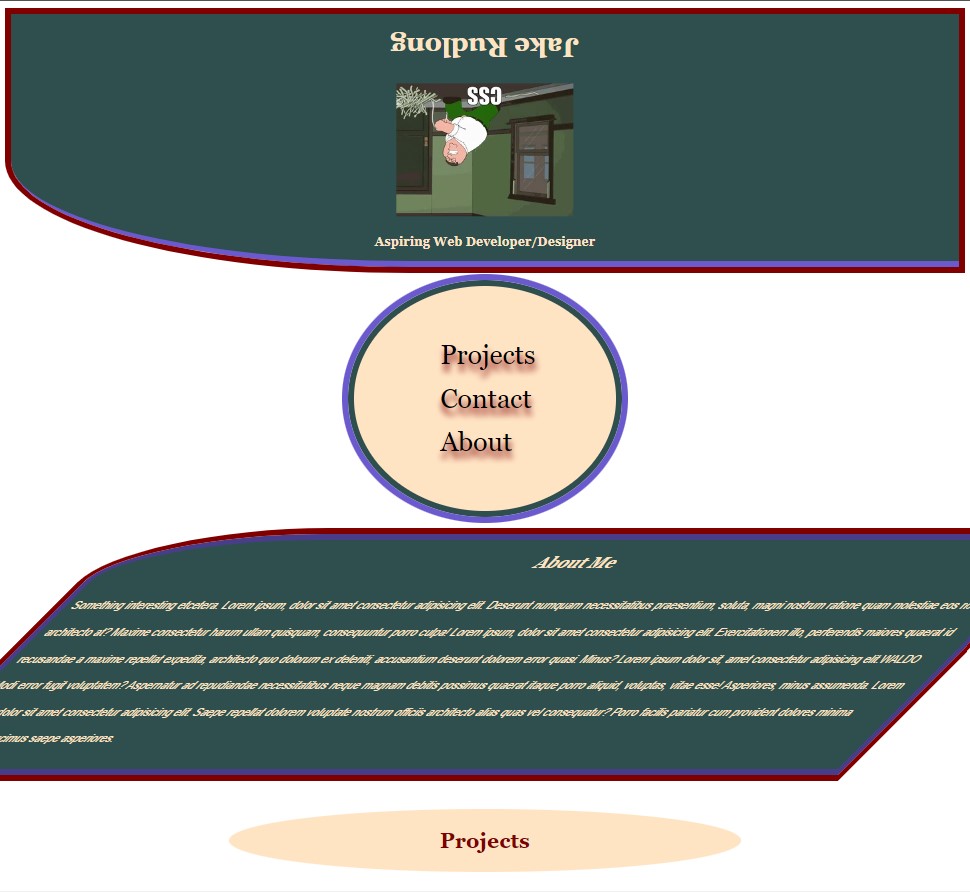 Jake Rudlong
CSS
Aspiring Web Developer/Designer
Projects
Contact
About
About Me
Something interesting etcetera. Lorem ipsum, dolor sit amet consectetur adipisicing elit. Deserunt numquam necessitatibus praesentium, soluta, magni nostrum ratione quam molestiae eos
architecto at? Maxime consectetur harum ullam quisquam, consequuntur porro culpa! Lorem ipsum, dolor sit amet consectetur adipisicing elit. Exercitationem illo, perferendis maiores quaerat id
recusandae a maxime repellat expedita, architecto quo dolorum ex deleniti, accusantium deserunt dolorem error quasi. Minus? Lorem ipsum dolor sit, amet consectetur adipisicing elit. WALDO
error fugit voluptatem? Aspernatur ad repudiandae necessitatibus neque magnam debitis possimus quaerat itaque porro aliquid, voluptas, vitae esse! Asperiores, minus assumenda. Lorem
dolor sit amet consectetur adipisicing elit. Saepe repellat dolorem voluptate nostrum officiis architecto alias quas vel consequatur? Porro facilis pariatur cum provident dolores minima
saepe asperiores.
Projects